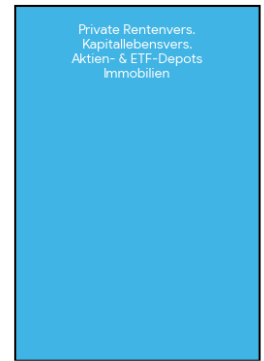 Private Rentenvers.
Kapitallebensvers.
Aktien- & ETF-Depots
Immobilien